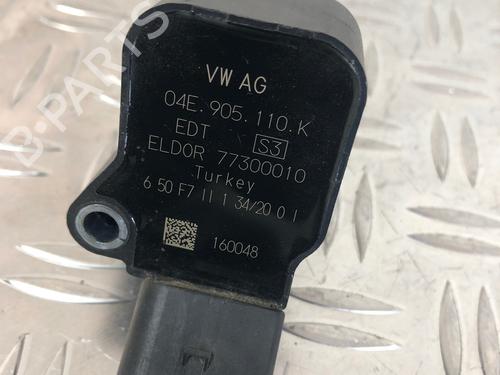 VW AG
04E.905.110.K
EDT S3
ELDOR 77300010
Turkey
6 50 F7 11 1 34/20 0 1
160048
B-PARTS